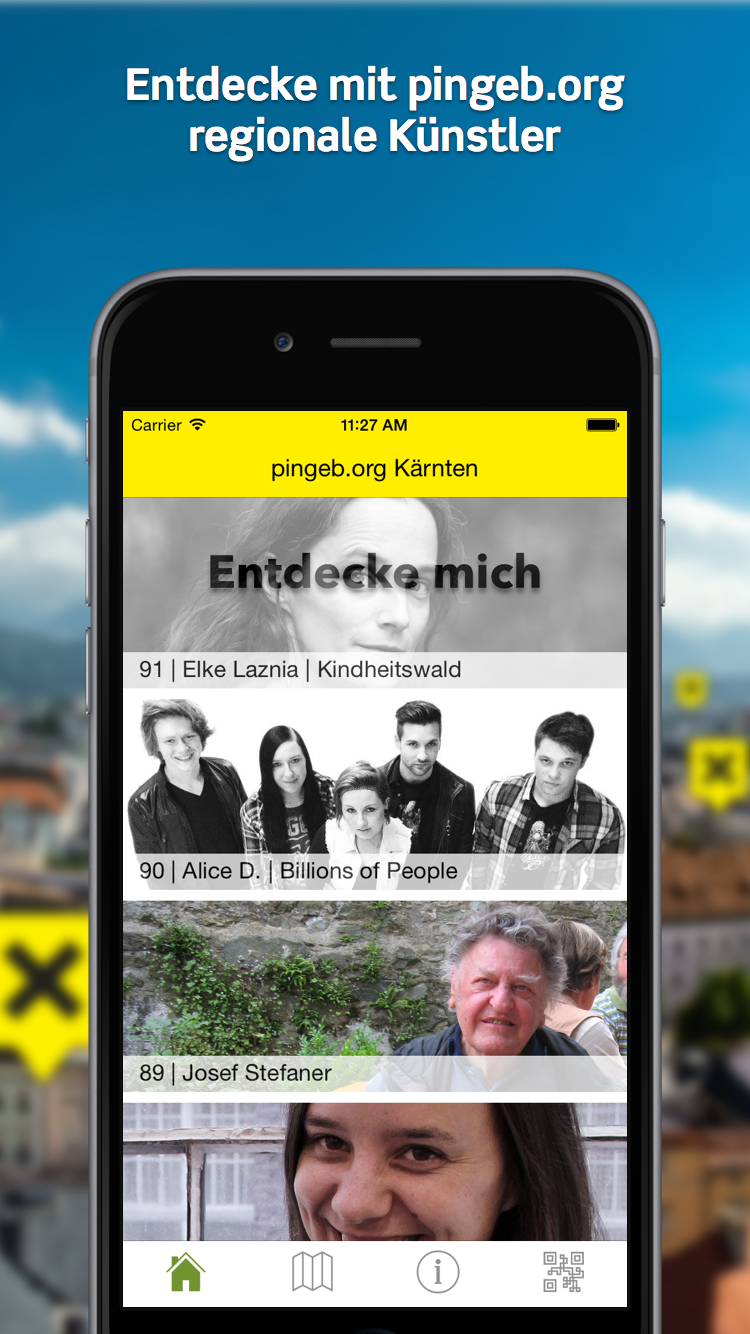 Entdecke mit pingeb.org
regionale Künstler
Carrier 11:27 AM
pingeb.org Kärnten
Entdecke mich
91 | Elke Laznia | Kindheitswald
90 | Alice D. | Billions of People
89 | Josef Stefaner